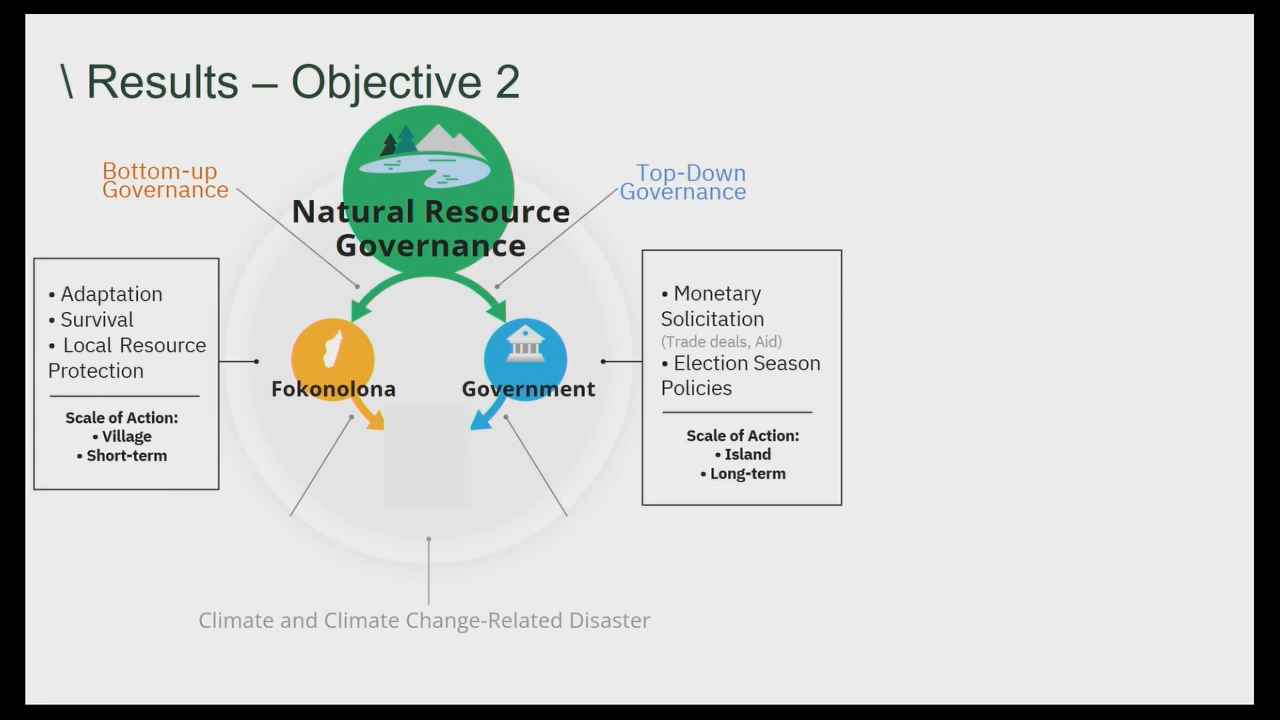 \ Results – Objective 2
Bottom-up
Governance
Top-Down
Governance
Natural Resource
Governance
• Adaptation
• Survival
• Local Resource
Protection
Scale of Action:
• Village
• Short-term
Fokonolona
Government
• Monetary
Solicitation
(Trade deals, Aid)
• Election Season
Policies
Scale of Action:
• Island
• Long-term
Climate and Climate Change-Related Disaster